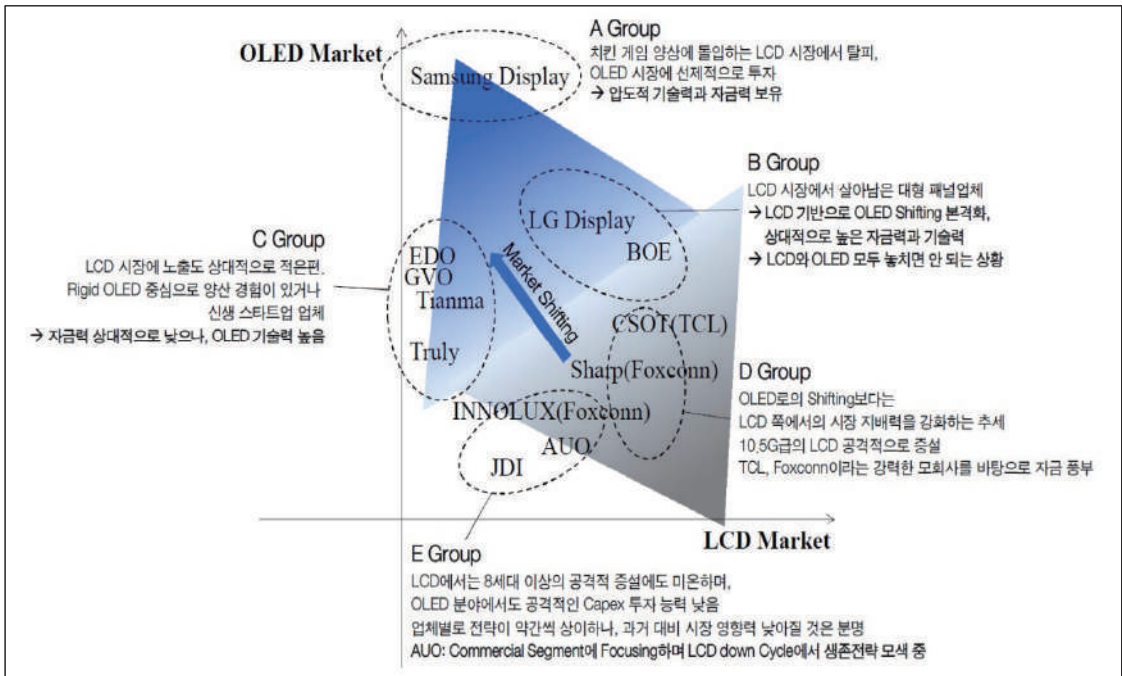 OLED Market
Samsung Display
A Group
치킨 게임 양상에 돌입하는 LCD 시장에서 탈피,
OLED 시장에 선제적으로 투자
→ 압도적 기술력과 자금력 보유
B Group
LCD 시장에서 살아남은 대형 패널업체
→ LCD 기반으로 OLED Shifting 본격화,
상대적으로 높은 자금력과 기술력
→ LCD와 OLED 모두 놓치면 안 되는 상황
LG Display
BOE
C Group
LCD 시장에 노출도 상대적으로 적은편.
Rigid OLED 중심으로 양산 경험이 있거나
신생 스타트업 업체
→ 자금력 상대적으로 낮으나, OLED 기술력 높음
EDO
GVO
Tianma
Truly
Market Shifting
CSOT(TCL)
Sharp(Foxconn)
D Group
OLED로의 Shifting보다는
LCD 쪽에서의 시장 지배력을 강화하는 추세
10.5G급의 LCD 공격적으로 증설
TCL, Foxconn이라는 강력한 모회사를 바탕으로 자금 풍부
INNOLUX(Foxconn)
AUO
JDI
LCD Market
E Group
LCD에서는 8세대 이상의 공격적 증설에도 미온하며,
OLED 분야에서도 공격적인 Capex 투자 능력 낮음
업체별로 전략이 약간씩 상이하나, 과거 대비 시장 영향력 낮아질 것은 분명
AUO: Commercial Segment에 Focusing하며 LCD down Cycle에서 생존전략 모색 중